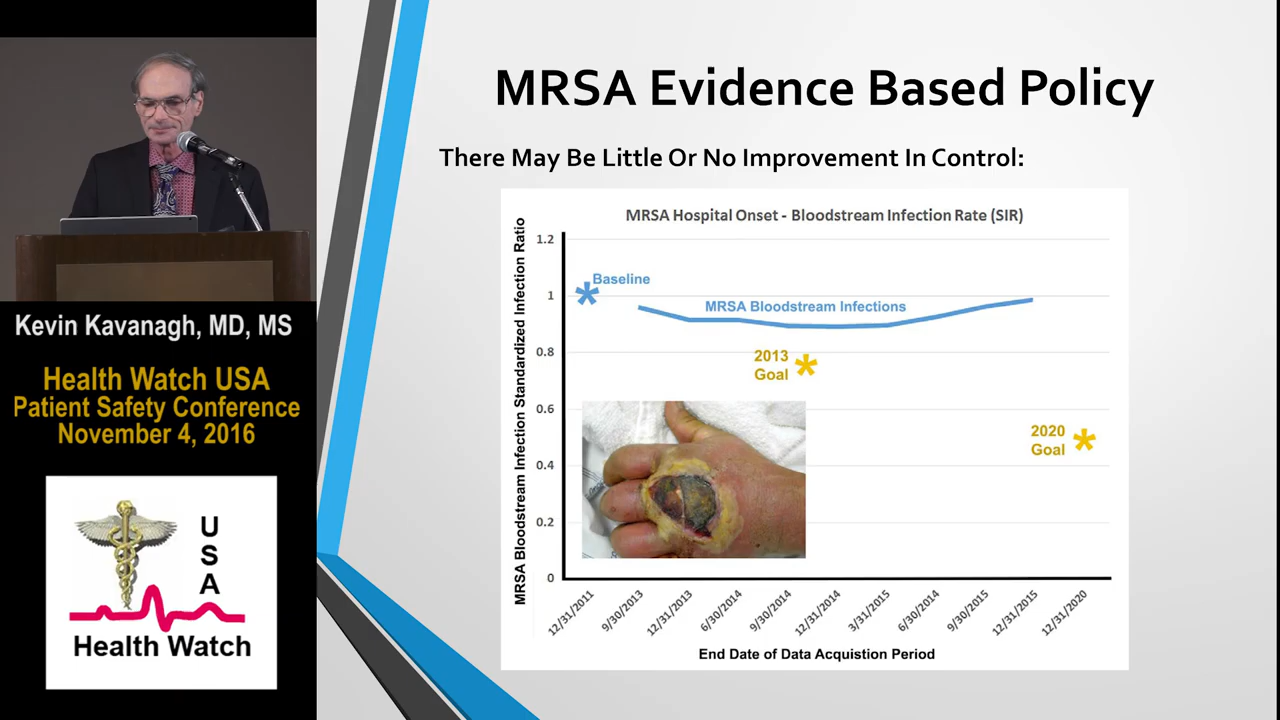 MRSA Evidence Based Policy
There May Be Little Or No Improvement In Control:
MRSA Hospital Onset - Bloodstream Infection Rate (SIR)
MRSA Bloodstream Infection Standardized Infection Ratio
1.2
1
0.8
0.6
0.4
0.2
0
Baseline
MRSA Bloodstream Infections
2013
Goal
2020
Goal
12/31/2011
9/30/2013
12/31/2013
6/30/2014
9/30/2014
12/31/2014
3/31/2015
6/30/2014
9/30/2015
12/31/2015
12/31/2020
End Date of Data Acquistion Period
Kevin Kavanagh, MD, MS
Health Watch USA
Patient Safety Conference
November 4, 2016
U
S
A
Health Watch